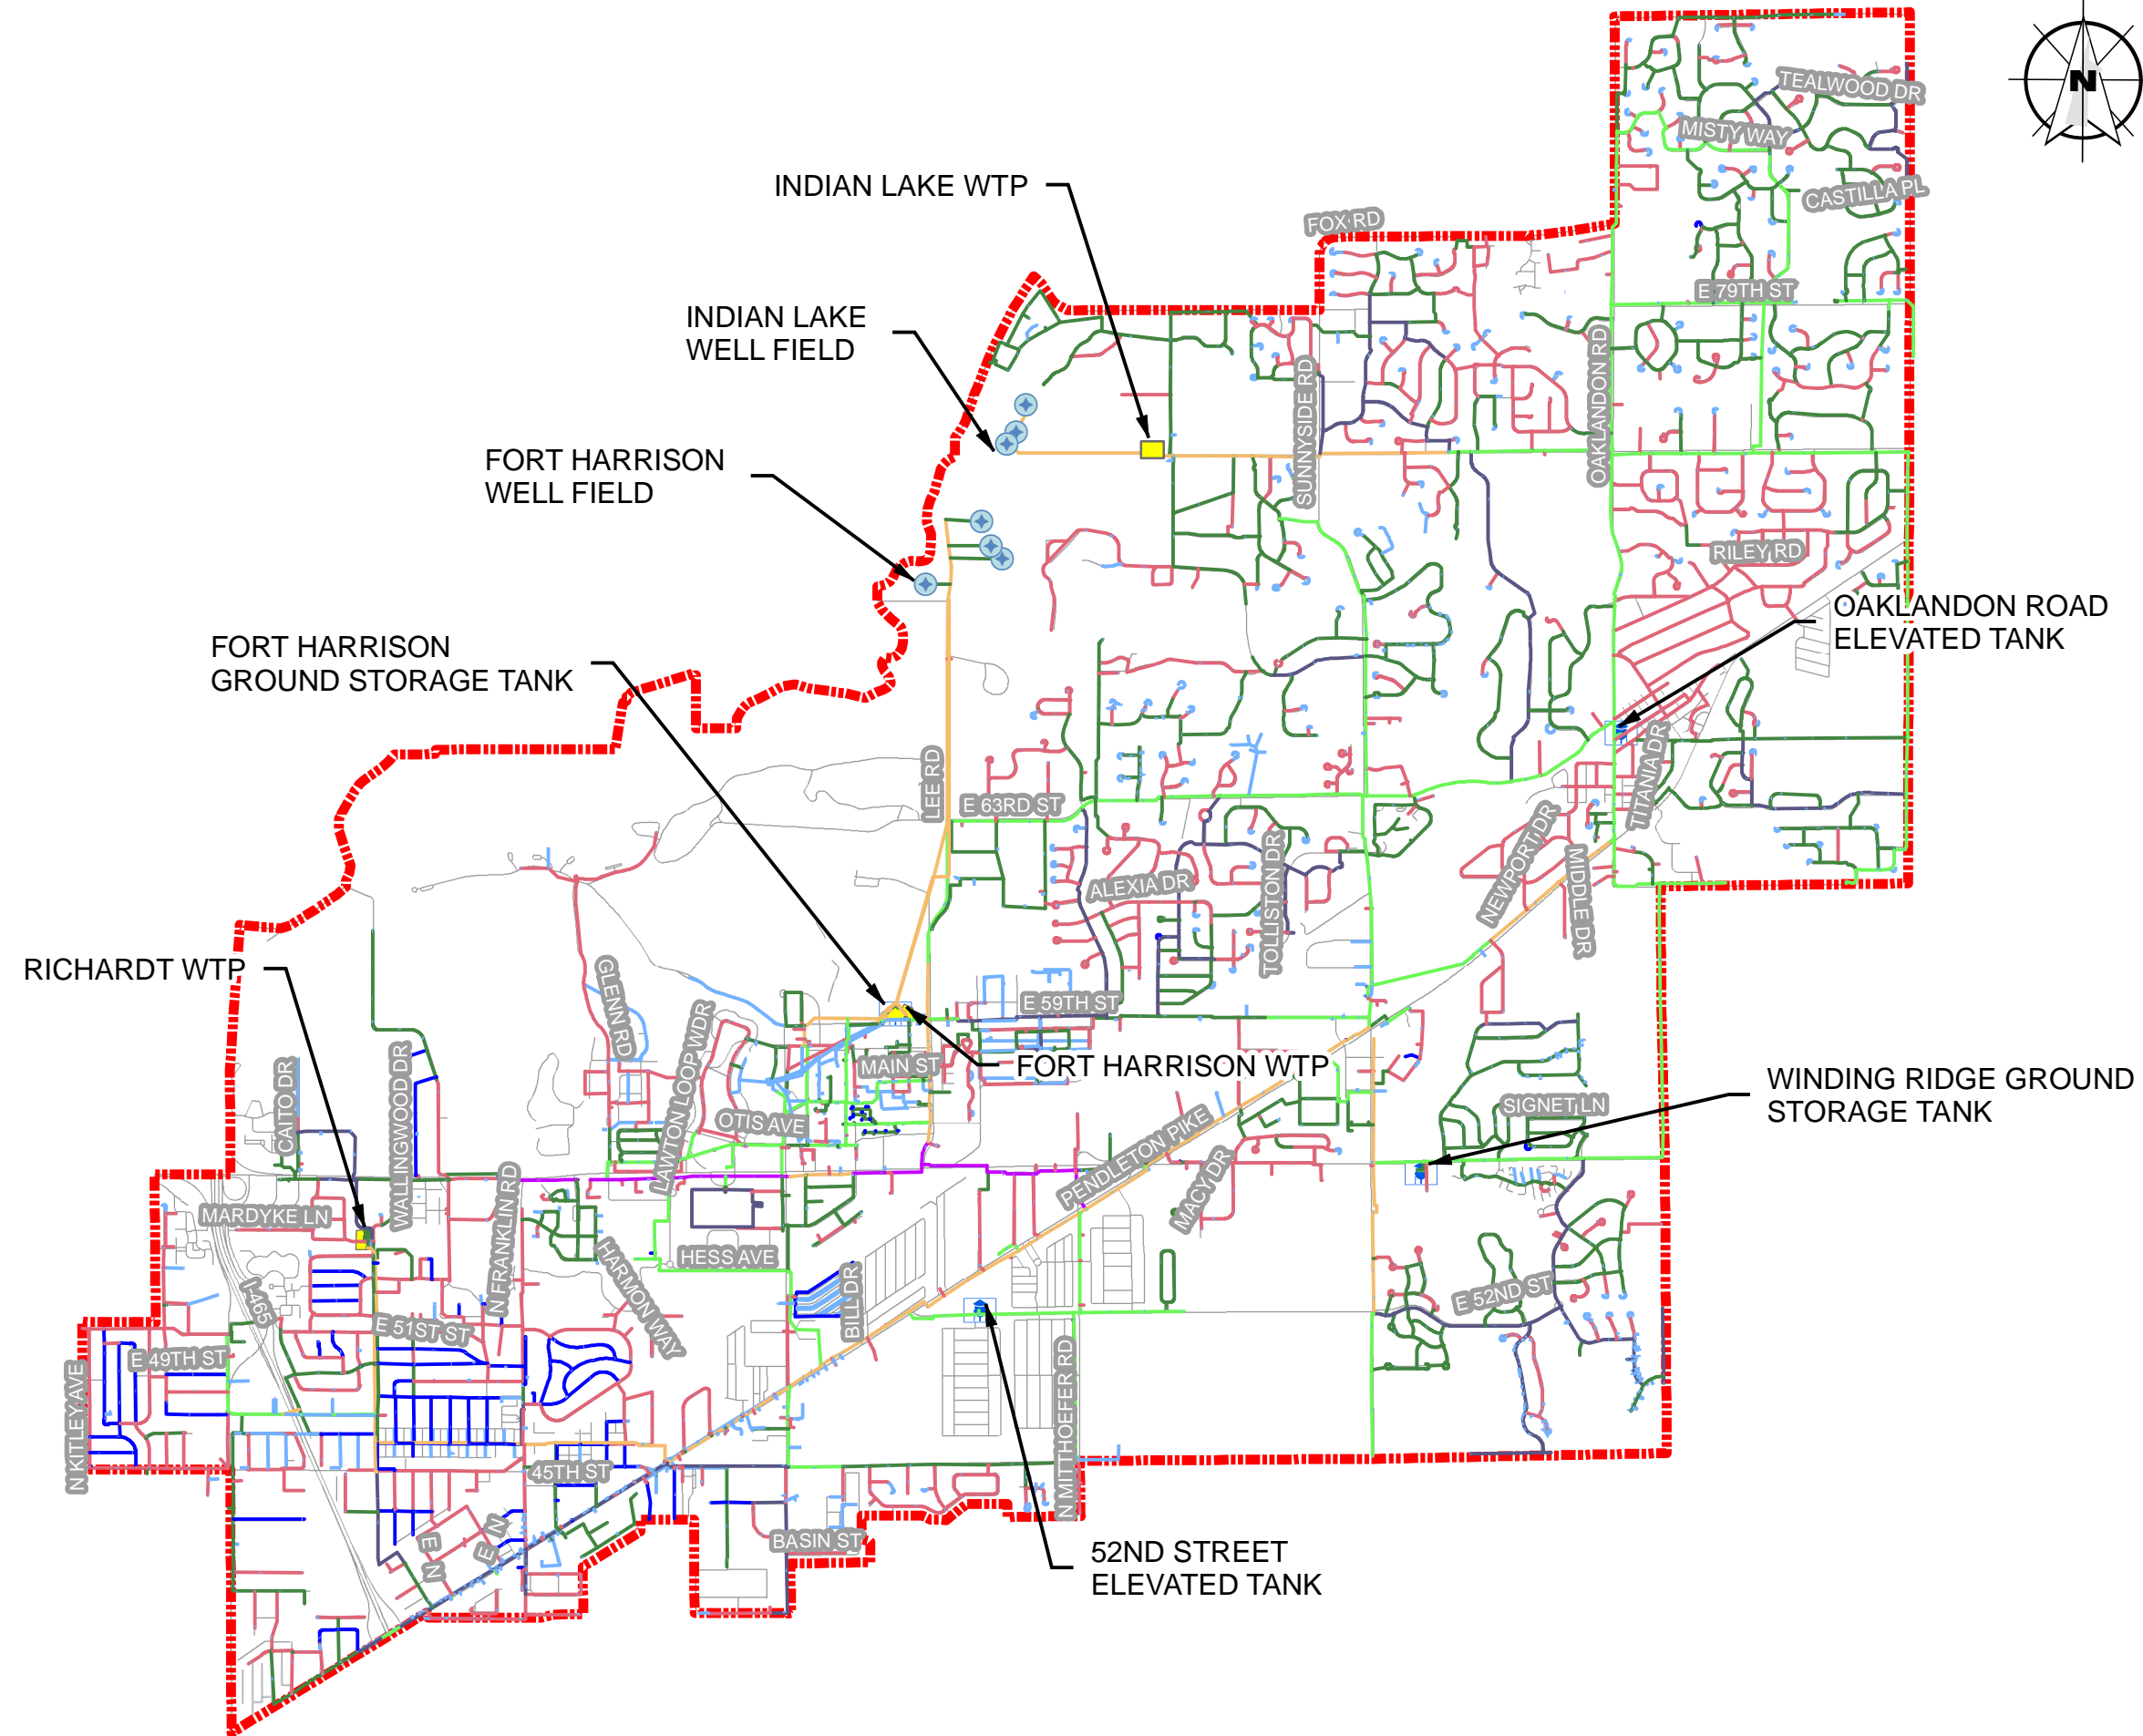 N
TEALWOOD DR
MISTY WAY
INDIAN LAKE WTP
CASTILLA PL
FOX RD
E 79TH ST
INDIAN LAKE
WELL FIELD
OAKLANDON RD
SUNNYSIDE RD
FORT HARRISON
WELL FIELD
RILEY RD
OAKLANDON ROAD
ELEVATED TANK
FORT HARRISON
GROUND STORAGE TANK
TITANIA DR
LEE RD
E 63RD ST
NEWPORT DR
MIDDLE DR
ALEXIA DR
TOLLISTON DR
RICHARDT WTP
GLENN RD
E 59TH ST
LAWTON LOOP W DR
MAIN ST
FORT HARRISON WTP
WINDING RIDGE GROUND
STORAGE TANK
CAITO DR
WALLINGWOOD DR
OTIS AVE
SIGNET LN
PENDLETON PIKE
MACY DR
N FRANKLIN RD
MARDYKE LN
HESS AVE
HARMON WAY
BILL DR
I-465
E 52ND ST
E 51ST ST
E 49TH ST
N KITLEY AVE
N MITTHOEFER RD
45TH ST
BASIN ST
E N
E N
52ND STREET
ELEVATED TANK